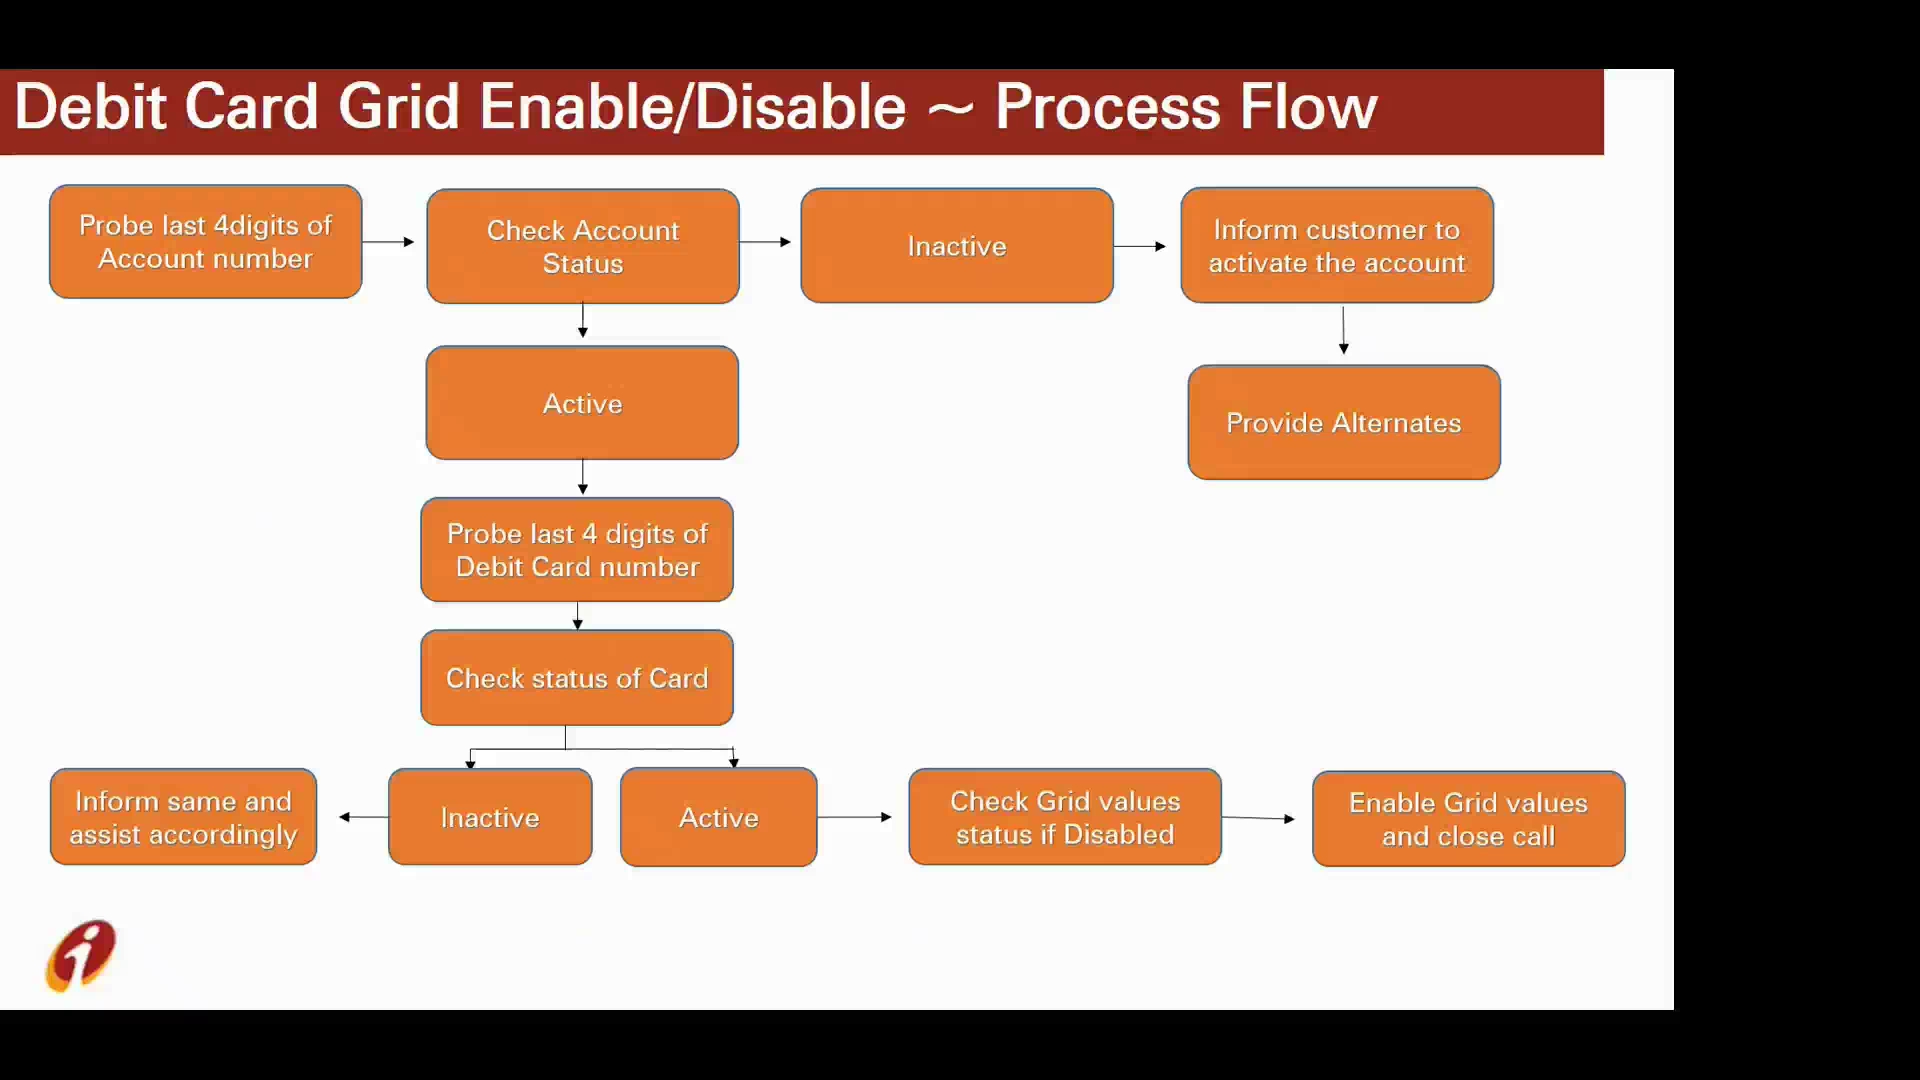 Debit Card Grid Enable/Disable ~ Process Flow
Probe last 4digits of
Account number
Check Account
Status
Inactive
Inform customer to
activate the account
Active
Provide Alternates
Probe last 4 digits of
Debit Card number
Check status of Card
Inform same and
assist accordingly
Inactive
Active
Check Grid values
status if Disabled
Enable Grid values
and close call